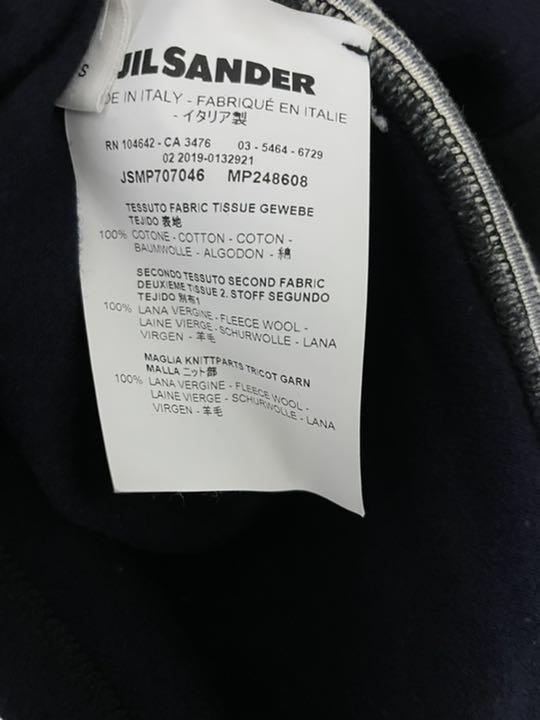 S
JIL SANDER
DE IN ITALY - FABRIQUÉ EN ITALIE
- イタリア製
RN 104642 - CA 3476 03 - 5464 - 6729
02 2019-0132921
JSMP707046 MP248608
TESSUTO FABRIC TISSUE GEWEBE
TEJIDO 表地
100% COTONE - COTTON - COTON -
BAUMWOLLE - ALGODON - 綿
SECONDO TESSUTO SECOND FABRIC
DEUXIEME TISSUE 2. STOFF SEGUNDO
TEJIDO 別布1
100% LANA VERGINE - FLEECE WOOL -
LAINE VIERGE - SCHURWOLLE - LANA
VIRGEN - 羊毛
MAGLIA KNITTPARTS TRICOT GARN
MALLA ニット部
100% LANA VERGINE - FLEECE WOOL -
LAINE VIERGE - SCHURWOLLE - LANA
VIRGEN - 羊毛